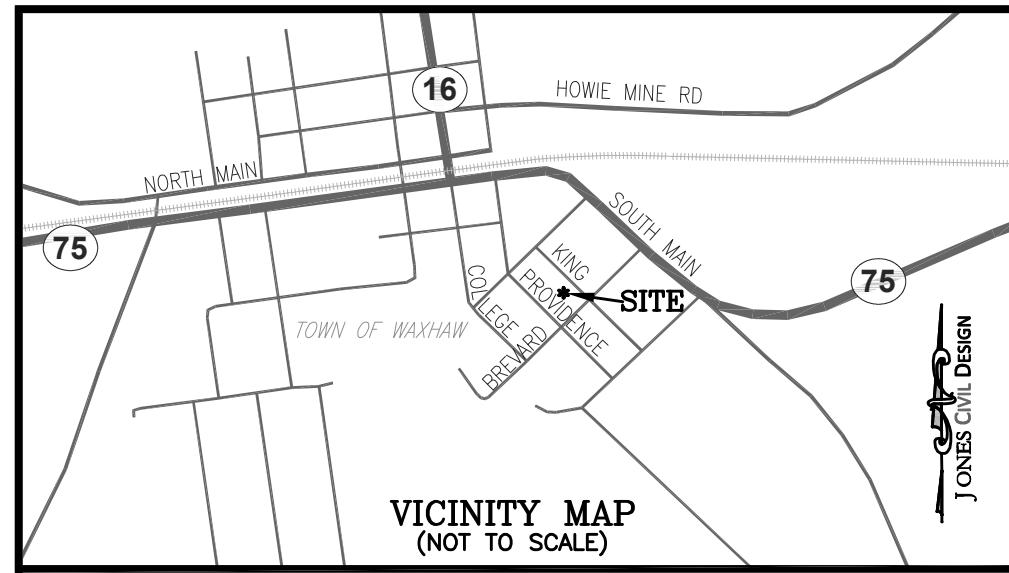 16
HOWIE MINE RD
NORTH MAIN
75
SOUTH MAIN
KING
PROVIDENCE
COLLEGE
BREVARD
SITE
75
TOWN OF WAXHAW
JONES CIVIL DESIGN
VICINITY MAP
(NOT TO SCALE)